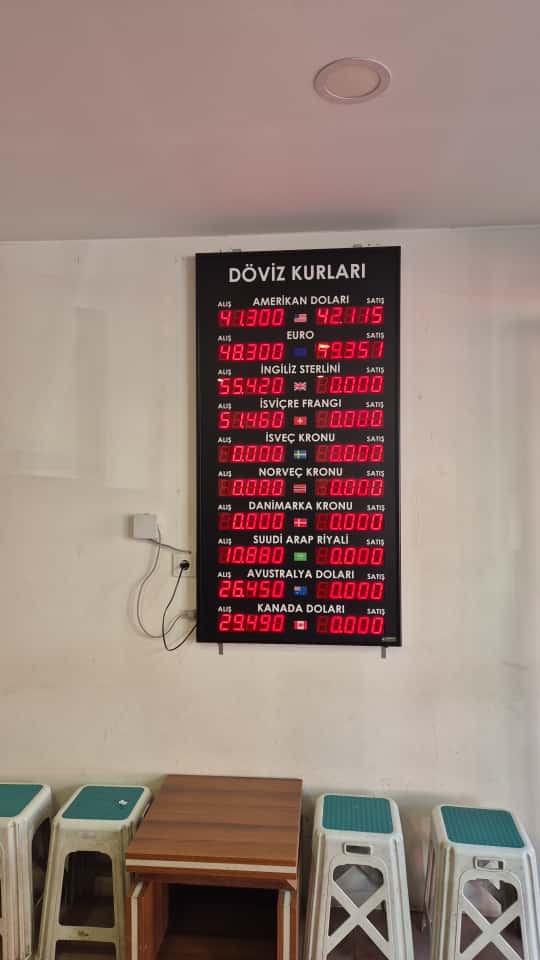 DÖVİZ KURLARI
ALIŞ AMERİKAN DOLARI SATIŞ
41.300 42.115
ALIŞ EURO SATIŞ
48.300 49.351
ALIŞ İNGİLİZ STERLİNİ SATIŞ
55.420 0.000
ALIŞ İSVİÇRE FRANGI SATIŞ
51.460 0.000
ALIŞ İSVEÇ KRONU SATIŞ
0.000 0.000
ALIŞ NORVEÇ KRONU SATIŞ
0.000 0.000
ALIŞ DANİMARKA KRONU SATIŞ
0.000 0.000
ALIŞ SUUDİ ARAP RİYALİ SATIŞ
10.880 0.000
ALIŞ AVUSTRALYA DOLARI SATIŞ
26.450 0.000
ALIŞ KANADA DOLARI SATIŞ
29.490 0.000